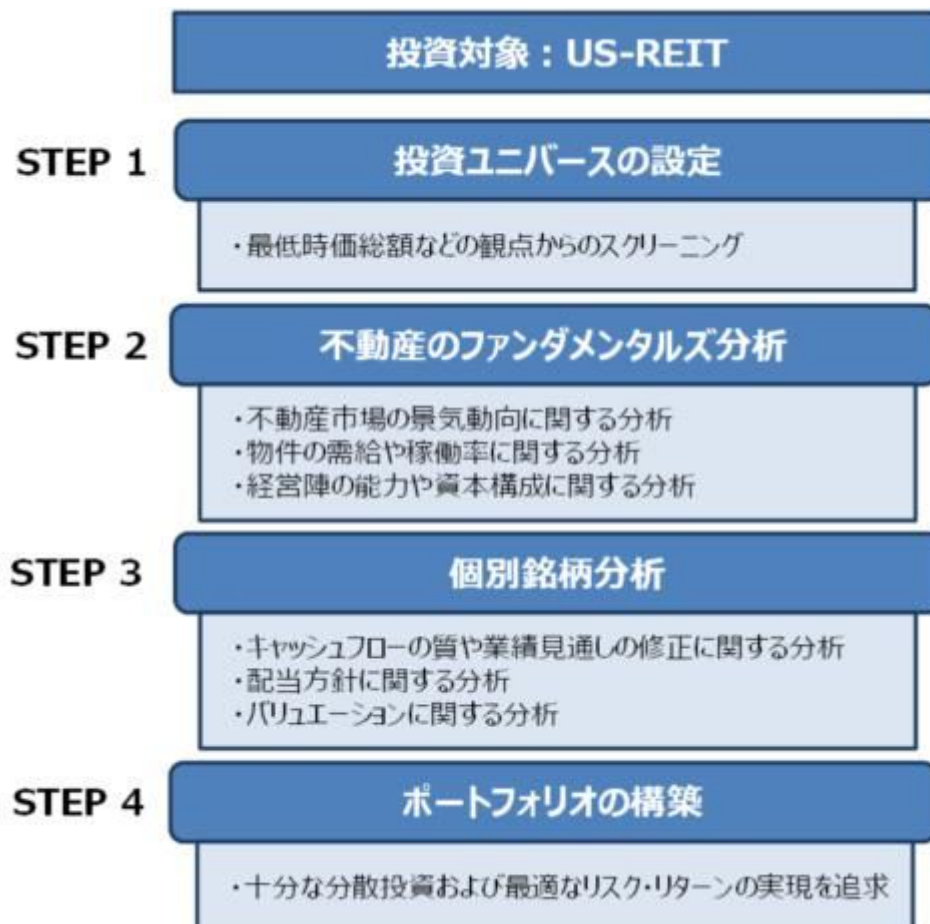 投資対象：US-REIT
STEP 1
投資ユニバースの設定
・最低時価総額などの観点からのスクリーニング
STEP 2
不動産のファンダメンタルズ分析
・不動産市場の景気動向に関する分析
・物件の需給や稼働率に関する分析
・経営陣の能力や資本構成に関する分析
STEP 3
個別銘柄分析
・キャッシュフローの質や業績見通しの修正に関する分析
・配当方針に関する分析
・バリュエーションに関する分析
STEP 4
ポートフォリオの構築
・十分な分散投資および最適なリスク・リターンの実現を追求